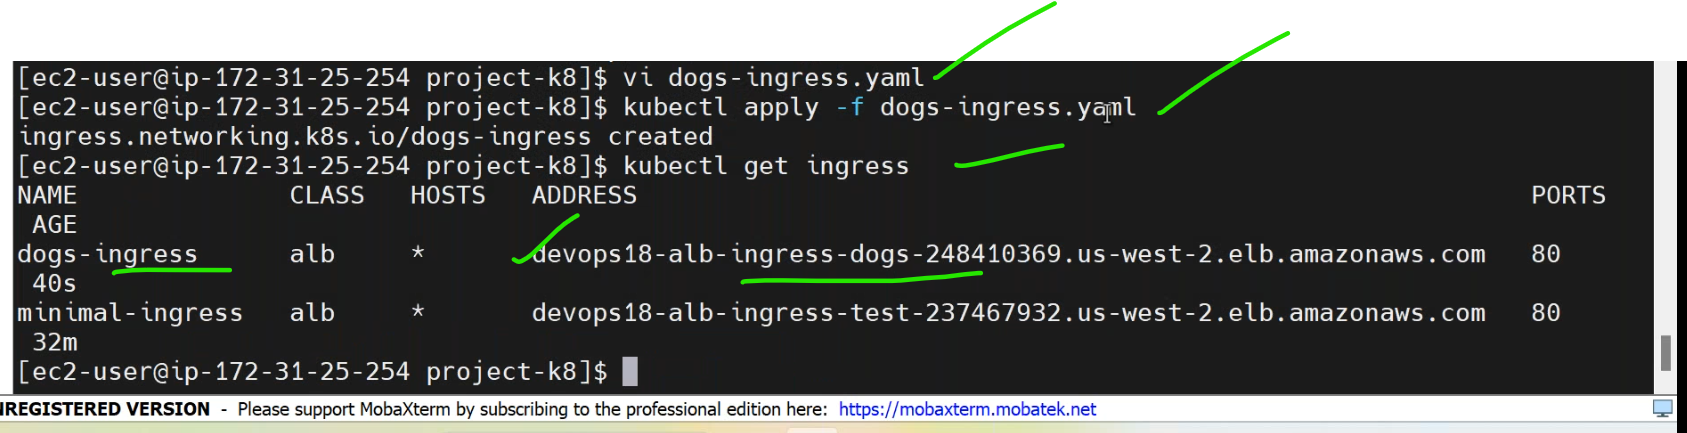 [ec2-user@ip-172-31-25-254 project-k8]$ vi dogs-ingress.yaml
[ec2-user@ip-172-31-25-254 project-k8]$ kubectl apply -f dogs-ingress.yaml
ingress.networking.k8s.io/dogs-ingress created
[ec2-user@ip-172-31-25-254 project-k8]$ kubectl get ingress
NAME CLASS HOSTS ADDRESS PORTS
AGE
dogs-ingress alb * devops18-alb-ingress-dogs-248410369.us-west-2.elb.amazonaws.com 80
40s
minimal-ingress alb * devops18-alb-ingress-test-237467932.us-west-2.elb.amazonaws.com 80
32m
[ec2-user@ip-172-31-25-254 project-k8]$
NREGISTERED VERSION - Please support MobaXterm by subscribing to the professional edition here: https://mobaxterm.mobatek.net